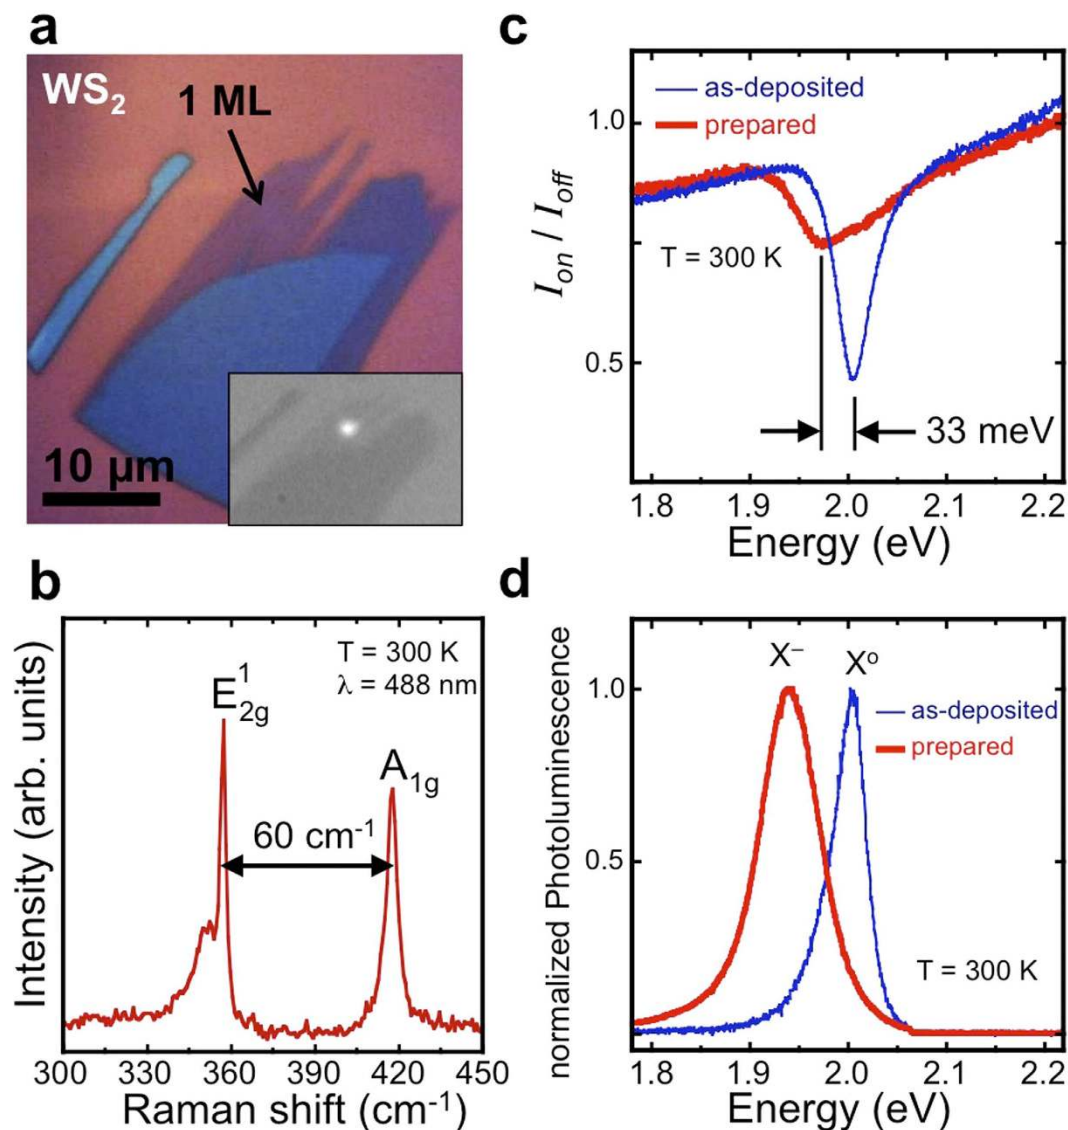 a
WS₂
1 ML
10 µm
b
Intensity (arb. units)
T = 300 K
λ = 488 nm
E¹2g
A1g
60 cm⁻¹
300 330 360 390 420 450
Raman shift (cm⁻¹)
c
Ion / Ioff
1.0
0.5
as-deposited
prepared
T = 300 K
33 meV
1.8 1.9 2.0 2.1 2.2
Energy (eV)
d
normalized Photoluminescence
1.0
0.5
X⁻
Xº
as-deposited
prepared
T = 300 K
1.8 1.9 2.0 2.1 2.2
Energy (eV)